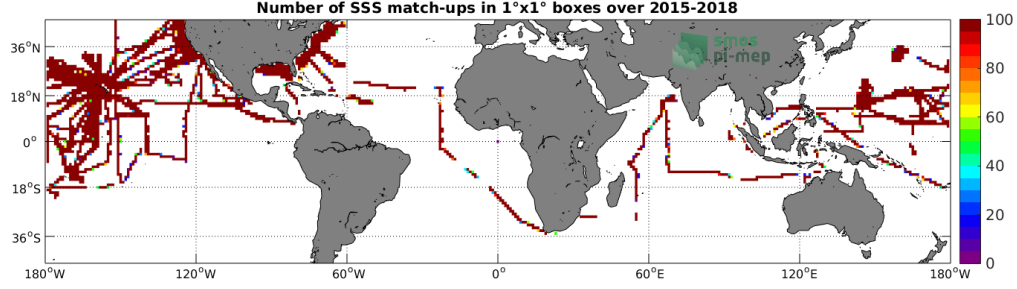 Number of SSS match-ups in 1°x1° boxes over 2015-2018
36°N
18°N
0°
18°S
36°S
180°W
120°W
60°W
0°
60°E
120°E
180°W
smos
pi-mep
100
80
60
40
20
0